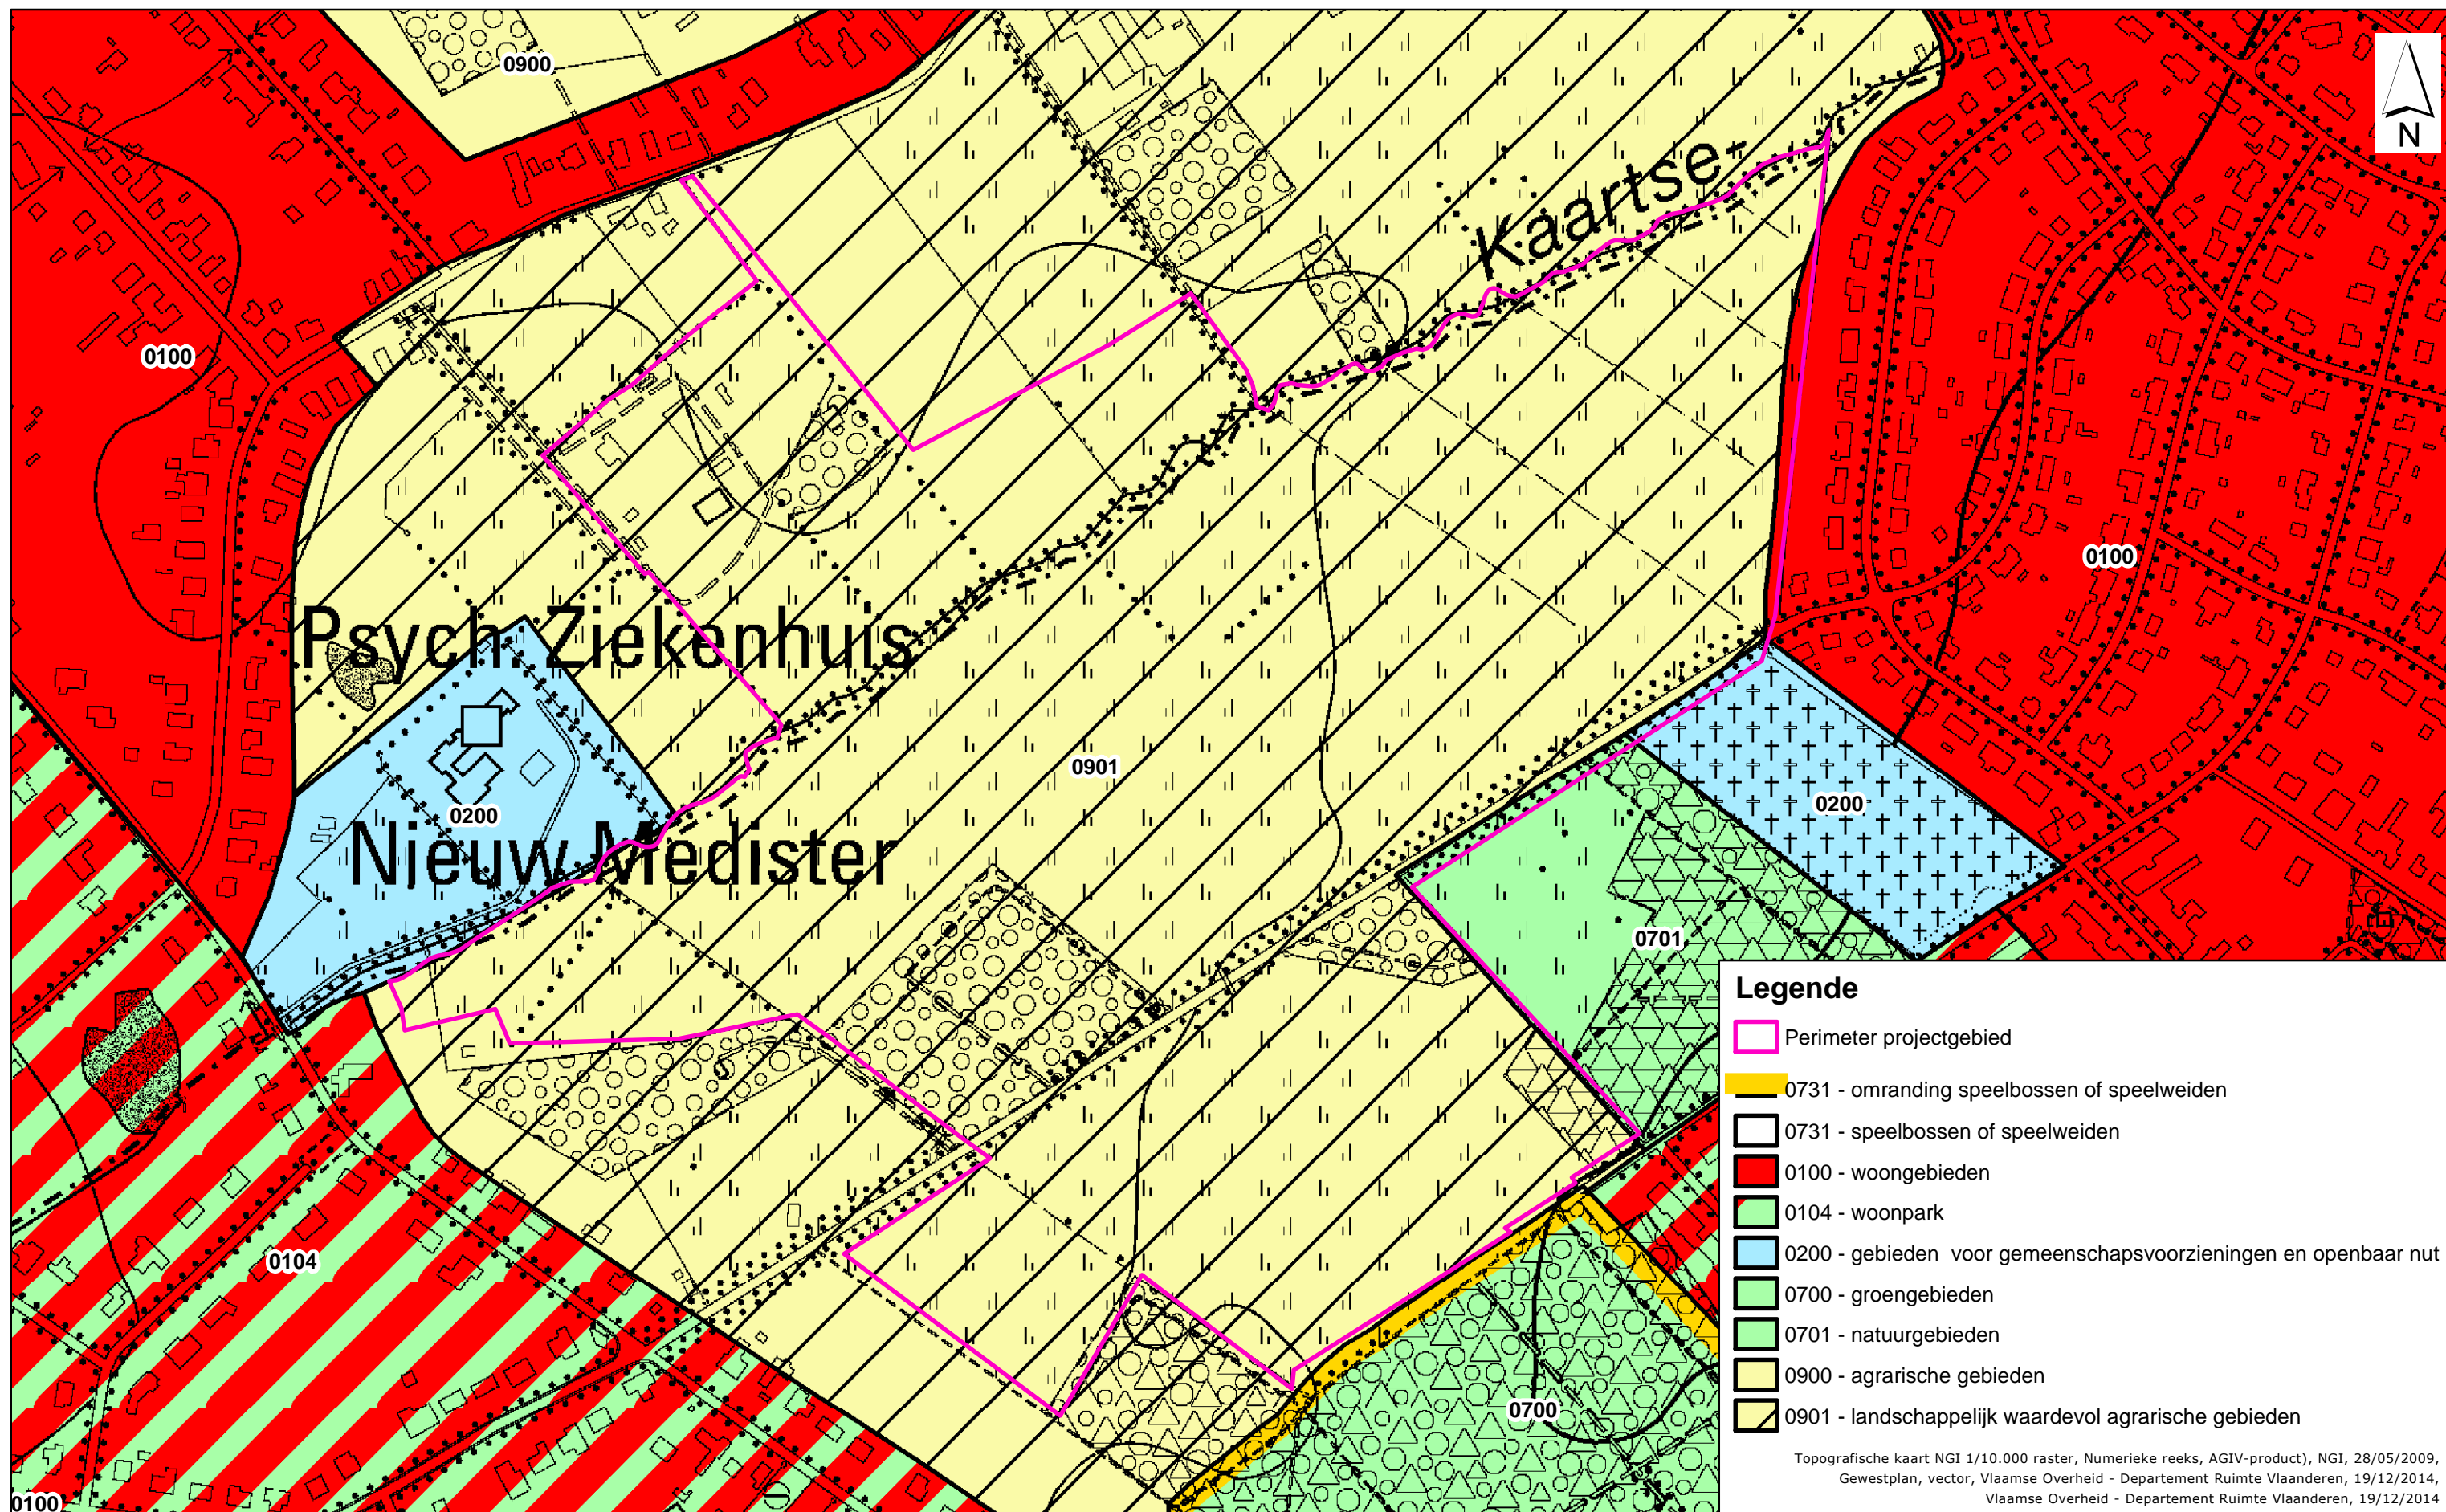 0900
N
Kaartse-
0100
0100
Psych. Ziekenhuis
0901
0200
0200
Nieuw Medister
0701
0104
0700
0100
Legende
Perimeter projectgebied
0731 - omranding speelbossen of speelweiden
0731 - speelbossen of speelweiden
0100 - woongebieden
0104 - woonpark
0200 - gebieden voor gemeenschapsvoorzieningen en openbaar nut
0700 - groengebieden
0701 - natuurgebieden
0900 - agrarische gebieden
0901 - landschappelijk waardevol agrarische gebieden
Topografische kaart NGI 1/10.000 raster, Numerieke reeks, AGIV-product), NGI, 28/05/2009,
Gewestplan, vector, Vlaamse Overheid - Departement Ruimte Vlaanderen, 19/12/2014,
Vlaamse Overheid - Departement Ruimte Vlaanderen, 19/12/2014